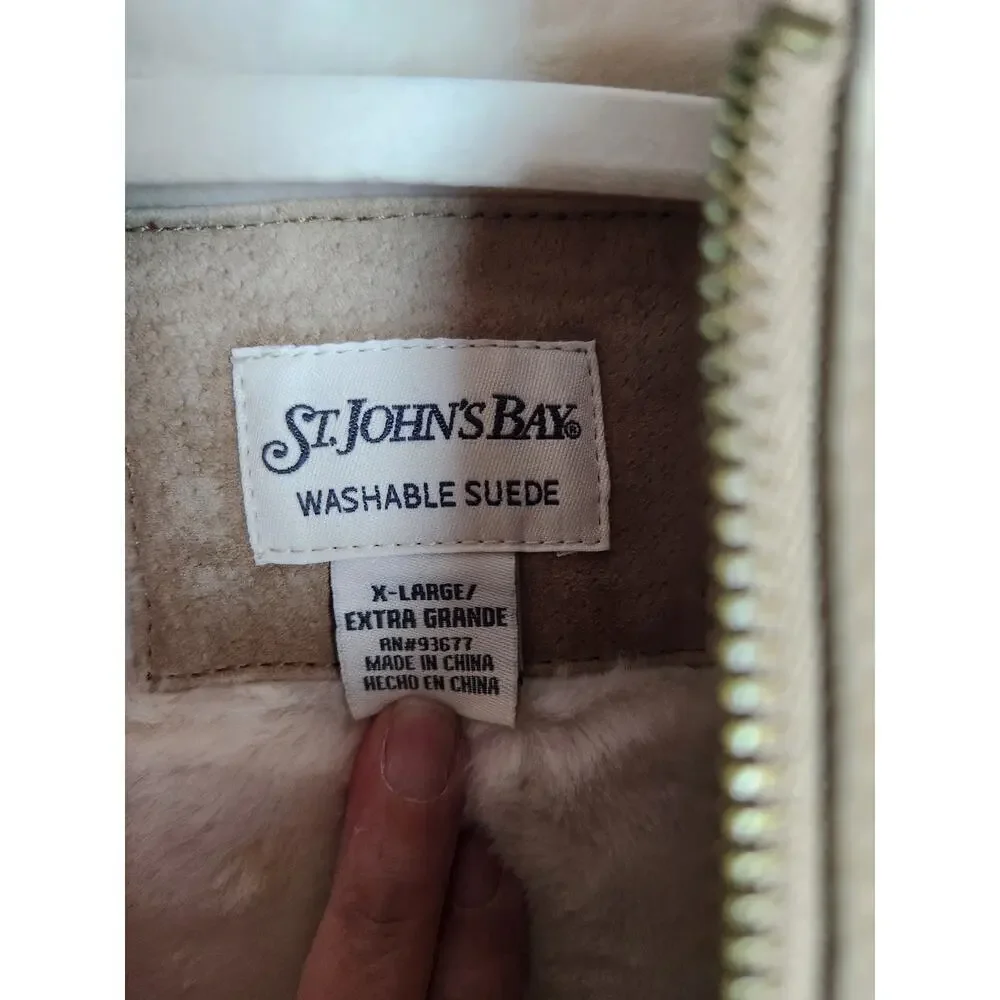 ST. JOHN'S BAY®
WASHABLE SUEDE
X-LARGE/
EXTRA GRANDE
RN#93677
MADE IN CHINA
HECHO EN CHINA